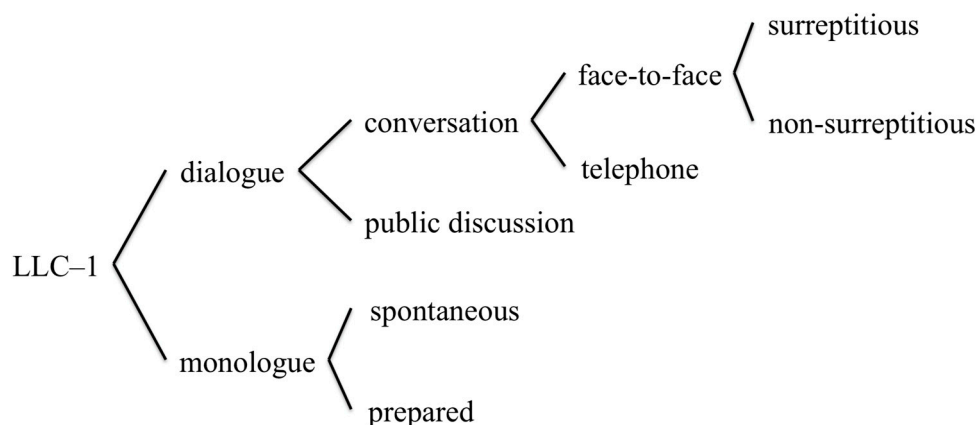 surreptitious
face-to-face
non-surreptitious
conversation
telephone
dialogue
public discussion
LLC–1
spontaneous
monologue
prepared